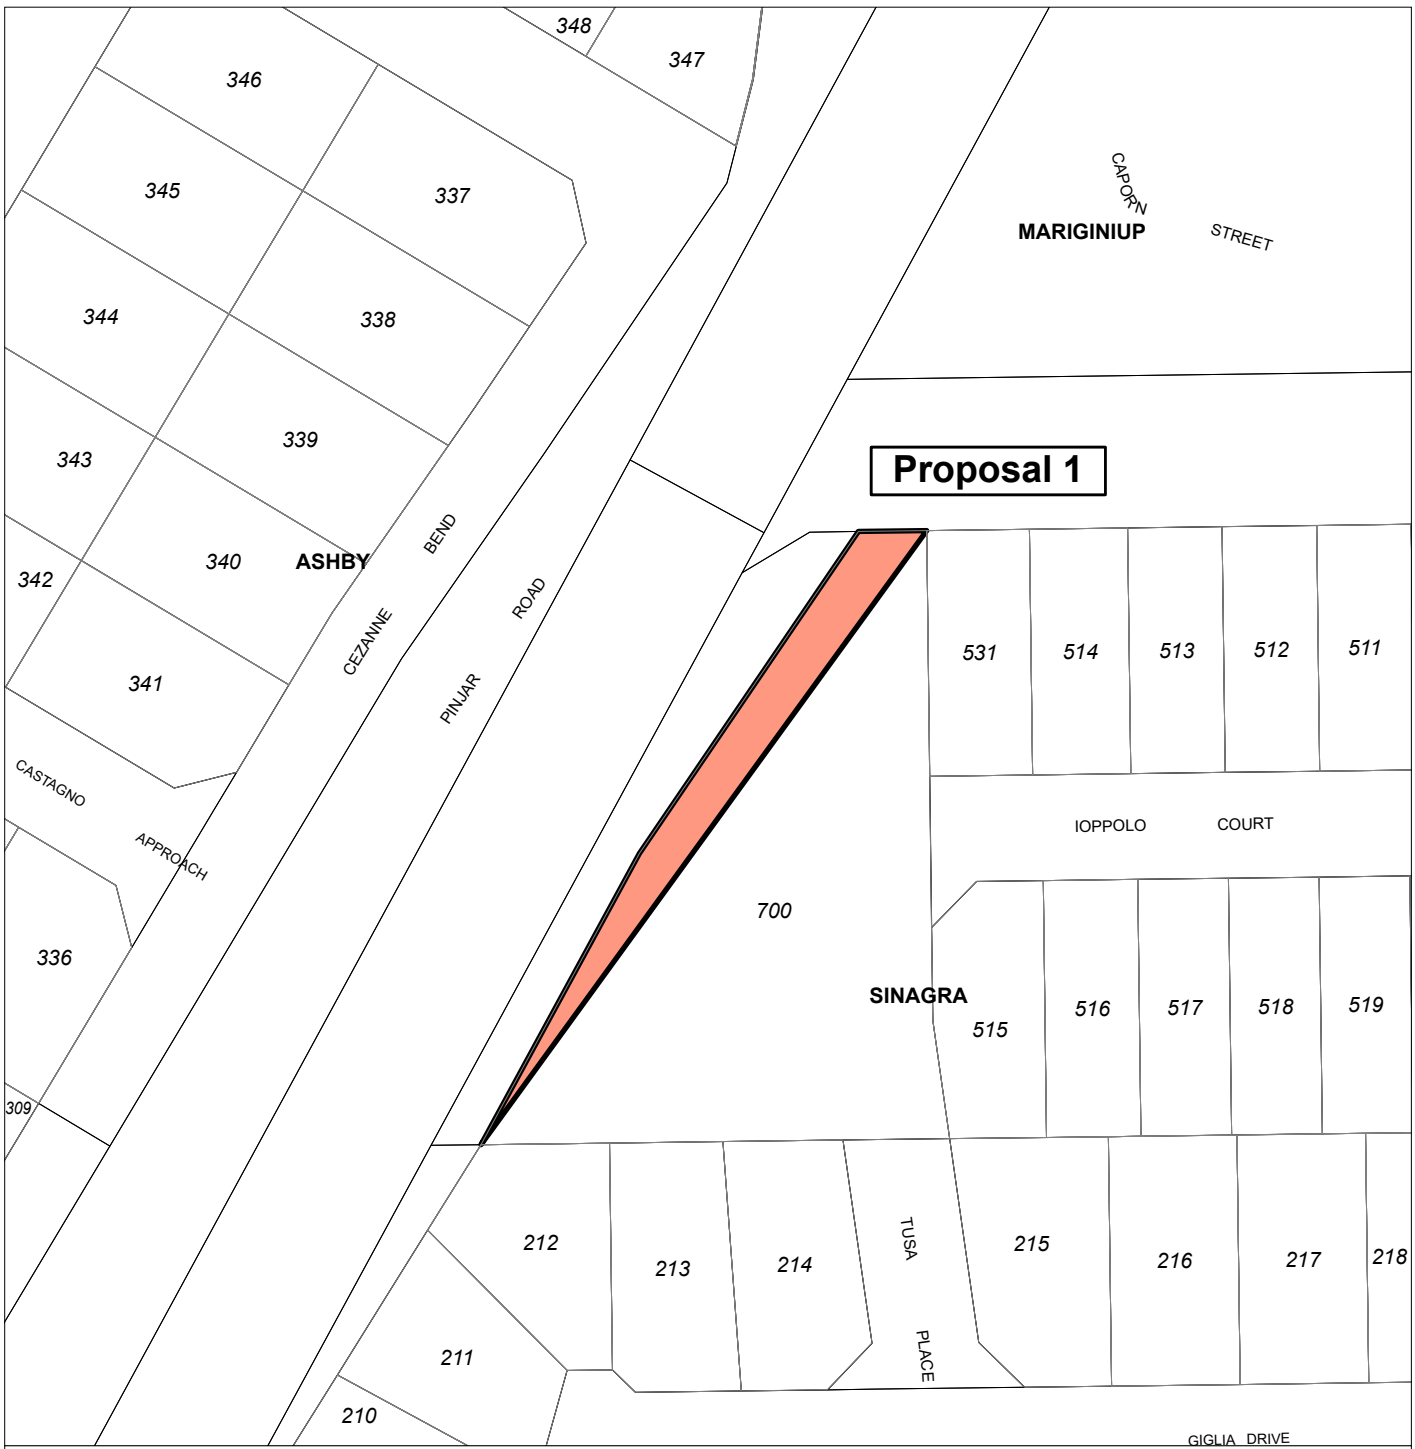 348
347
346
345
337
CAPORN
STREET
MARIGINIUP
344
338
343
339
Proposal 1
BEND
342
340
ASHBY
ROAD
CEZANNE
341
PINJAR
531
514
513
512
511
CASTAGNO
APPROACH
IOPPOLO COURT
700
336
SINAGRA
515
516
517
518
519
309
212
213
214
TUSA
PLACE
215
216
217
218
211
210
GIGLIA DRIVE